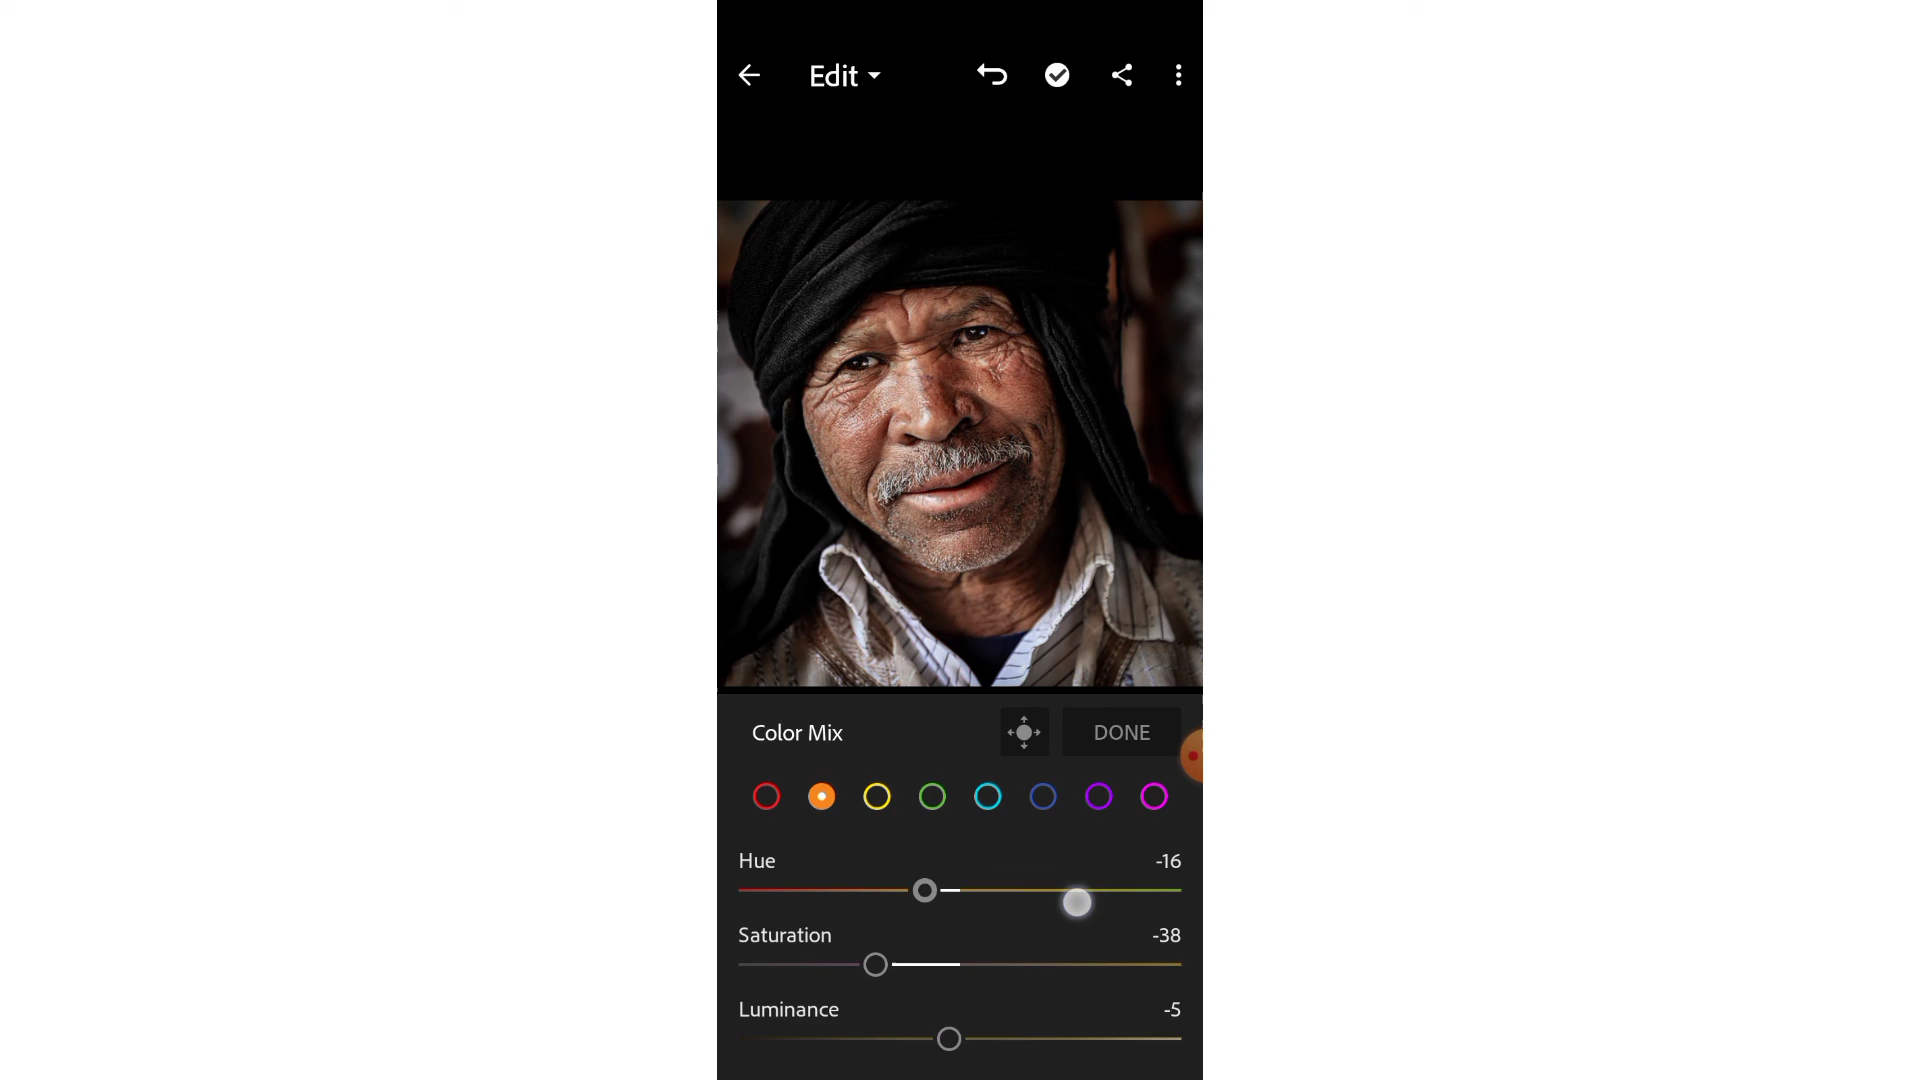 Edit
Color Mix
DONE
Hue -16
Saturation -38
Luminance -5